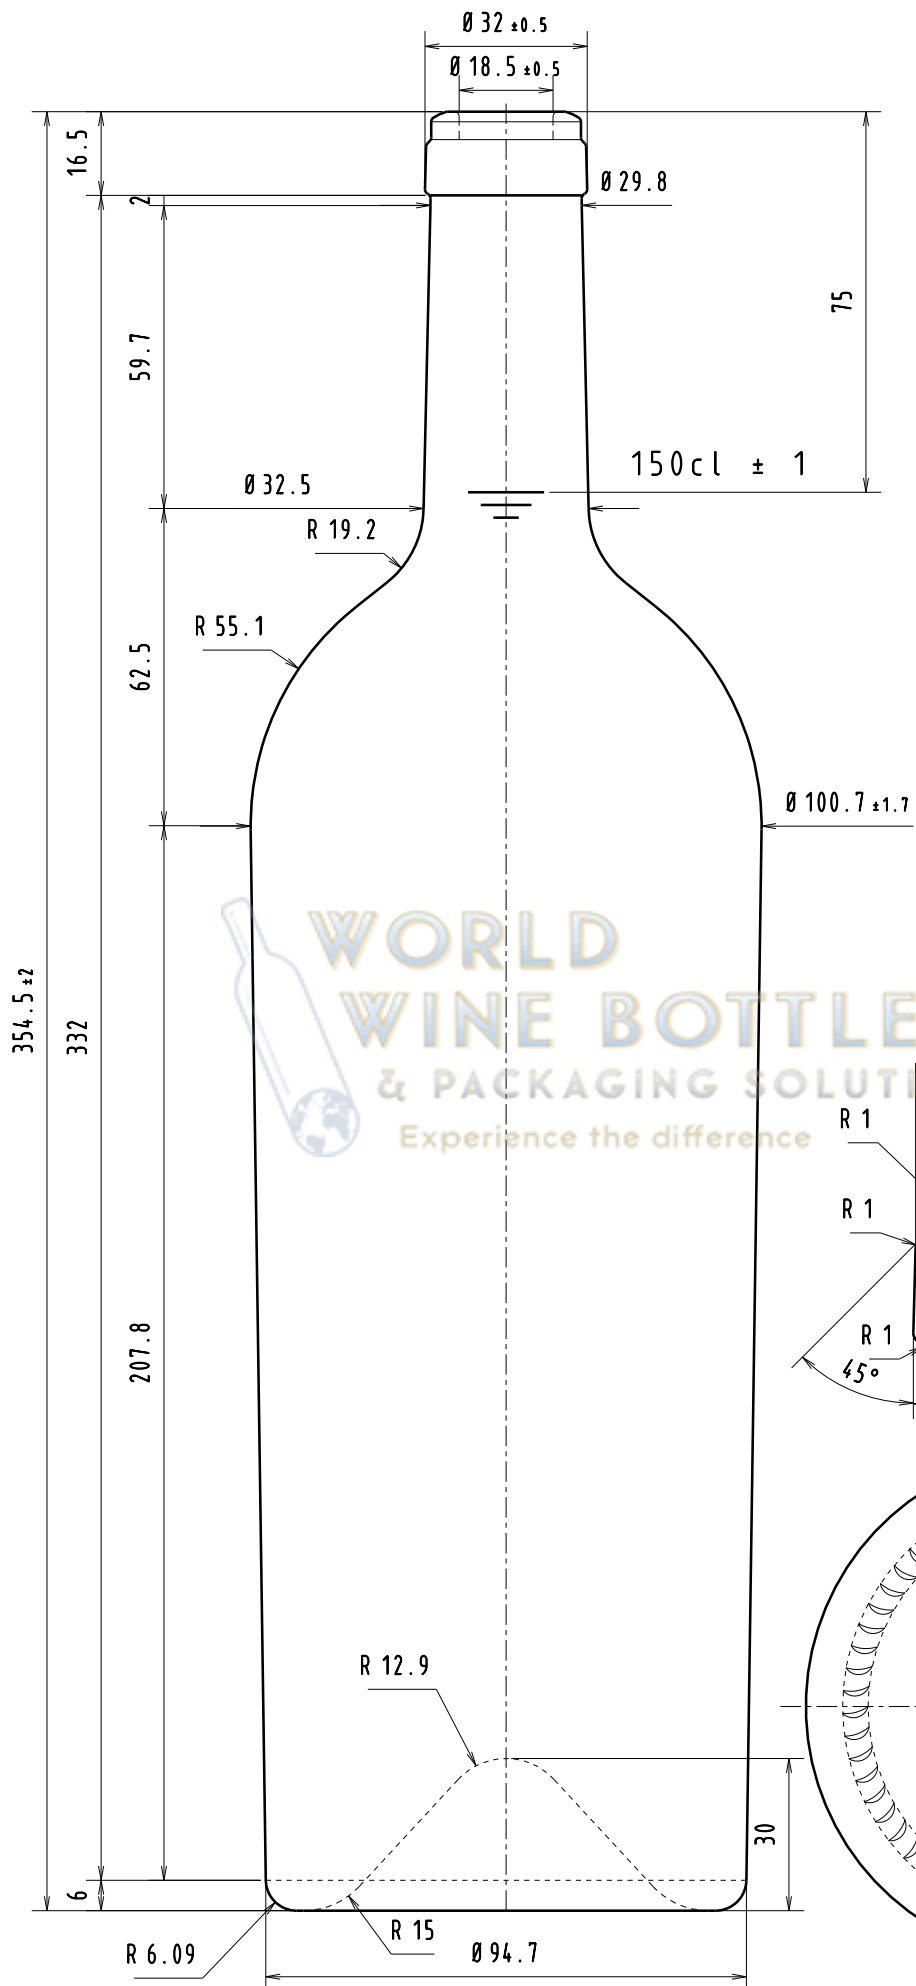 Ø 32 ±0.5
Ø 18.5 ±0.5
16.5
2
Ø 29.8
75
59.7
150cl ± 1
Ø 32.5
R 19.2
R 55.1
62.5
Ø 100.7 ±1.7
WORLD
WINE BOTTLE
& PACKAGING SOLUTI
Experience the difference
354.5 ±2
332
R 1
R 1
R 1
45°
207.8
R 12.9
30
6
R 15
R 6.09
Ø 94.7